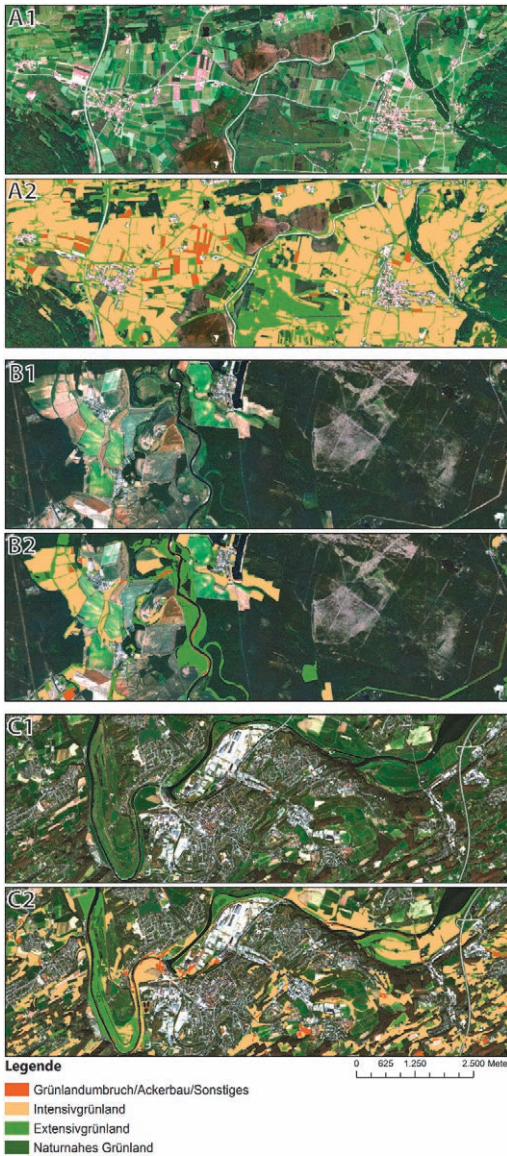 A1
A2
B1
B2
C1
C2
Legende
0 625 1.250 2.500 Mete
Grünlandumbruch/Ackerbau/Sonstiges
Intensivgrünland
Extensivgrünland
Naturnahes Grünland